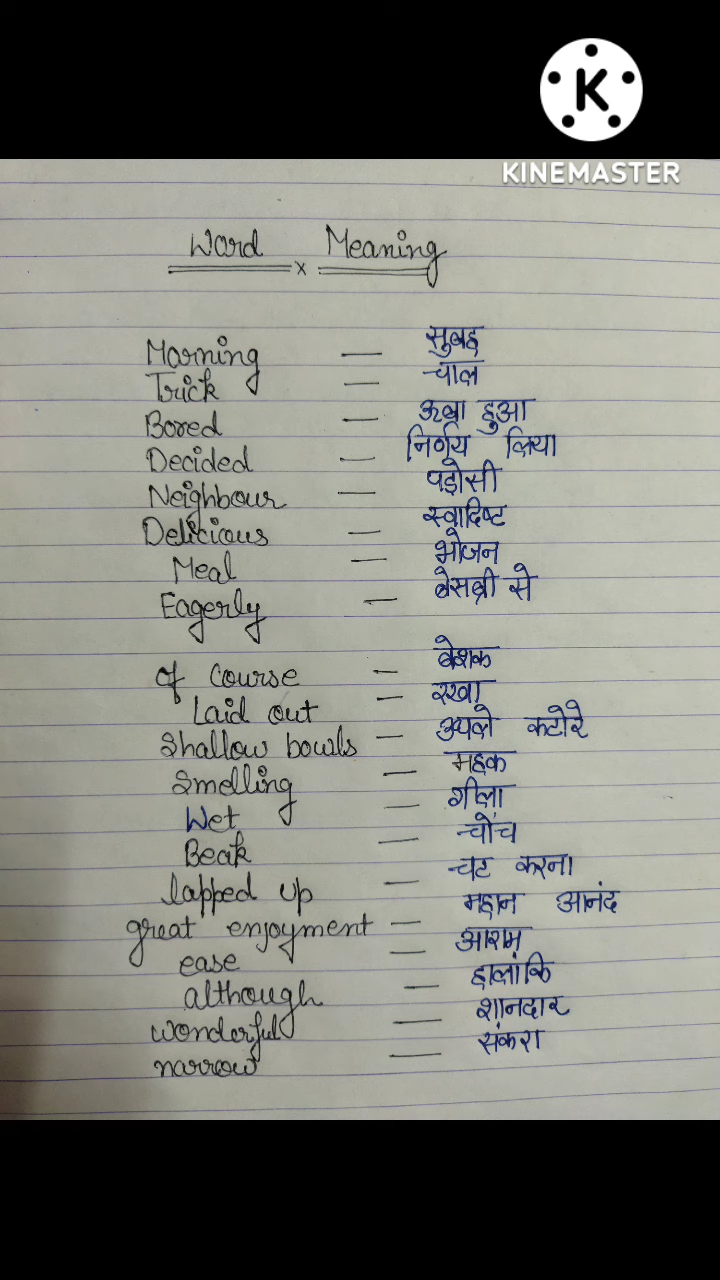 K
KINEMASTER
Word x Meaning
Morning — सुबह
Trick — चाल
Bored — ऊबा हुआ
Decided — निर्णय लिया
Neighbour — पड़ोसी
Delicious — स्वादिष्ट
Meal — भोजन
Eagerly — बेसब्री से
of course — बेशक
Laid out — रखा
Shallow bowls — उथले कटोरे
Smelling — महक
Wet — गीला
Beak — चोंच
lapped up — चट करना
great enjoyment — महान आनंद
ease — आराम
although — हालांकि
wonderful — शानदार
narrow — संकरा